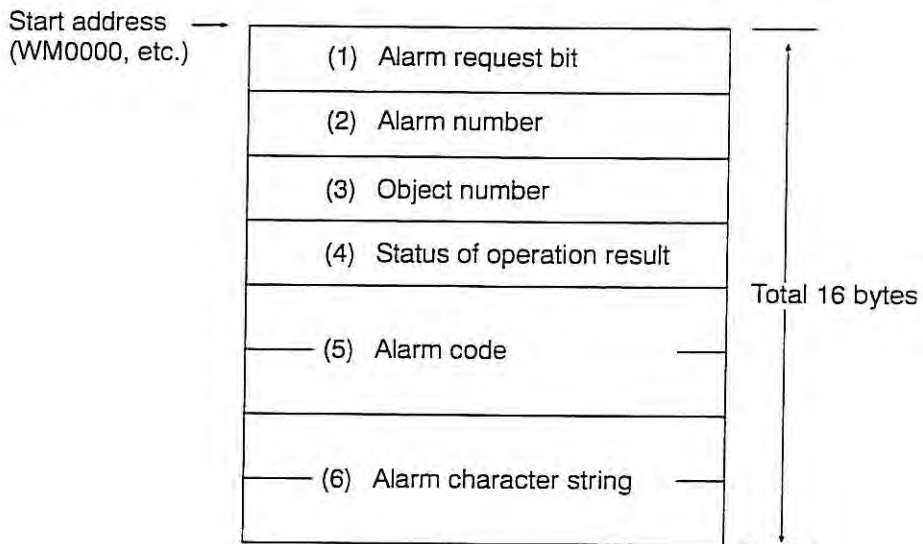 Start address
(WM0000, etc.)
(1) Alarm request bit
(2) Alarm number
(3) Object number
(4) Status of operation result
(5) Alarm code
(6) Alarm character string
Total 16 bytes